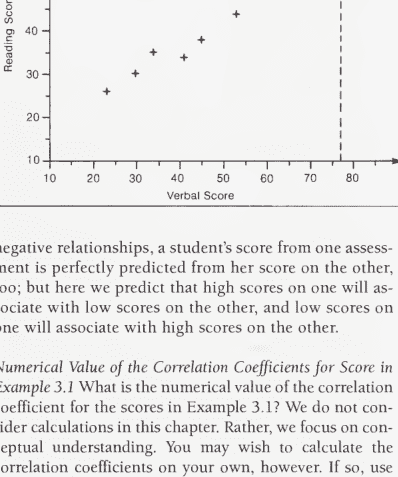 Reading Scor
40
30
20
10
10 20 30 40 50 60 70 80
Verbal Score
negative relationships, a student's score from one assess-
ment is perfectly predicted from her score on the other,
oo; but here we predict that high scores on one will as-
sociate with low scores on the other, and low scores on
one will associate with high scores on the other.
Numerical Value of the Correlation Coefficients for Score in
Example 3.1 What is the numerical value of the correlation
oefficient for the scores in Example 3.1? We do not con-
ider calculations in this chapter. Rather, we focus on con-
eptual understanding. You may wish to calculate the
orrelation coefficients on your own, however. If so, use